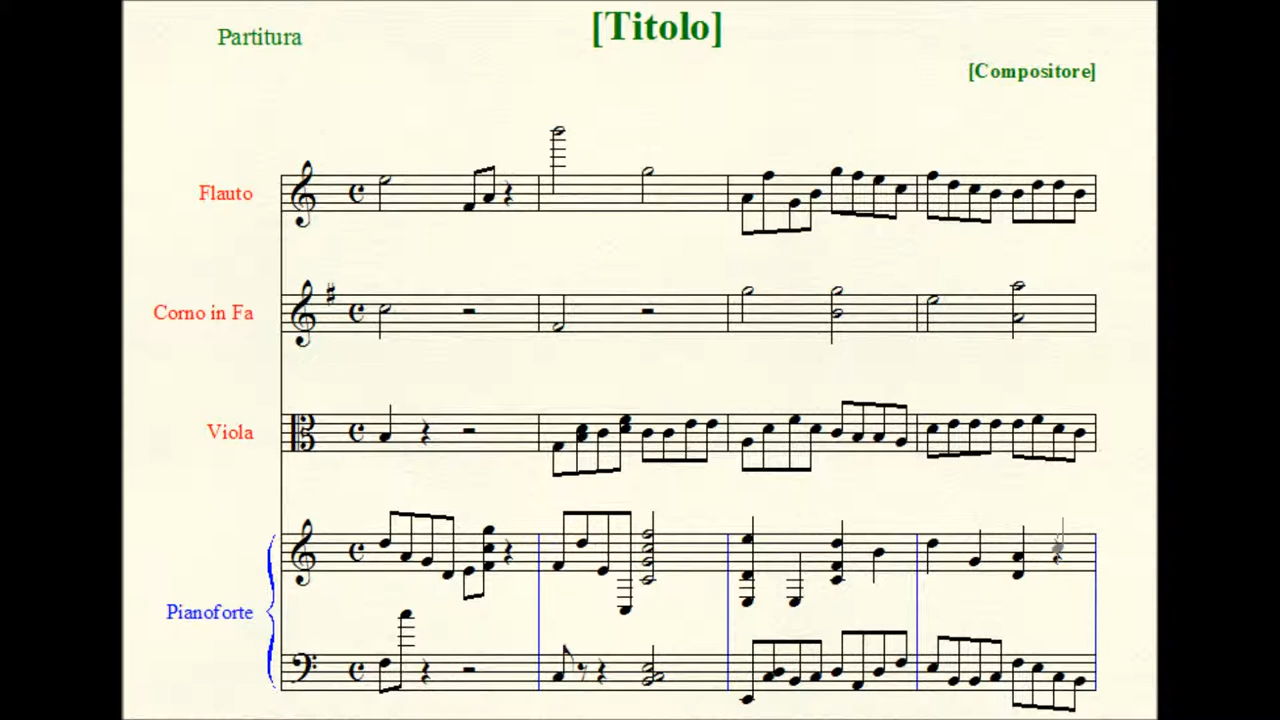 [Titolo]
Partitura
[Compositore]
Flauto
Corno in Fa
Viola
Pianoforte